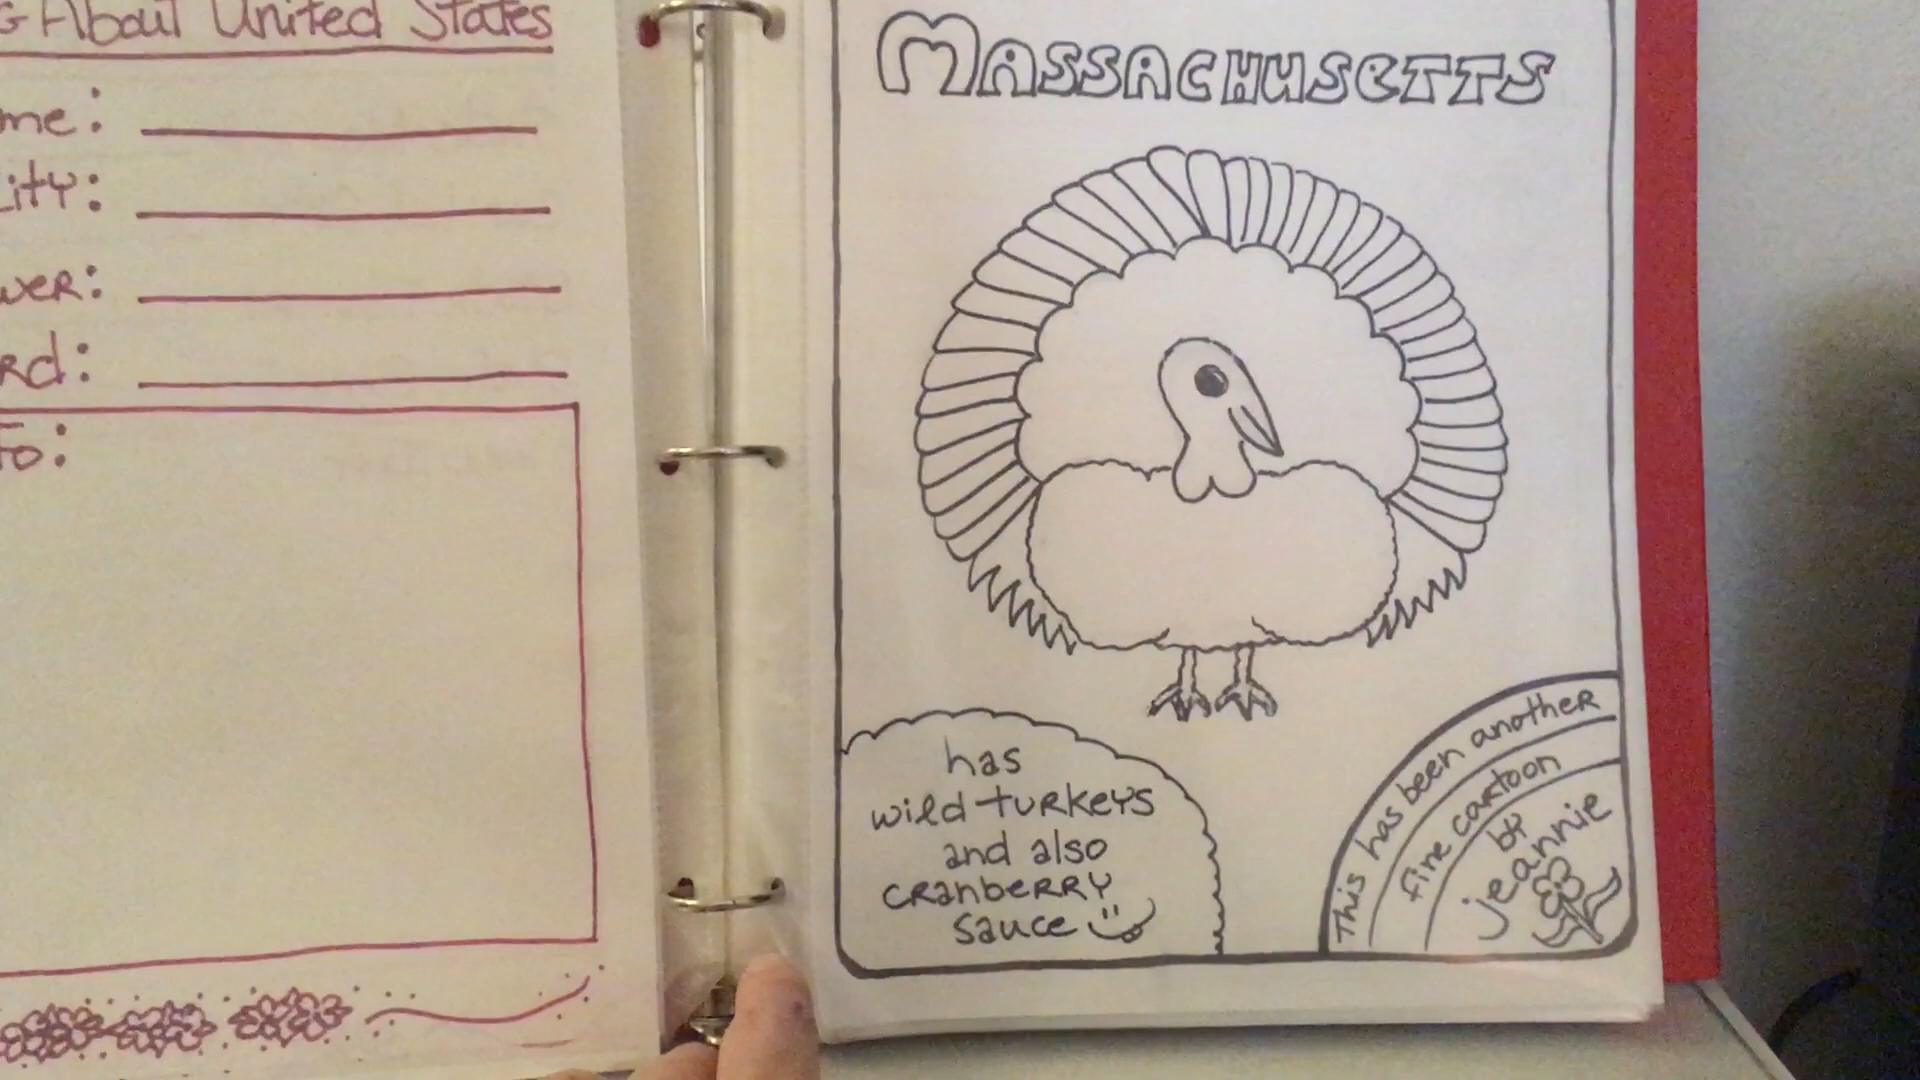 G About United States
me:
ity:
wer:
rd:
fo:
MASSACHUSETTS
has
wild turkeys
and also
cranberry
sauce
This has been another
fine cartoon
by
jeannie